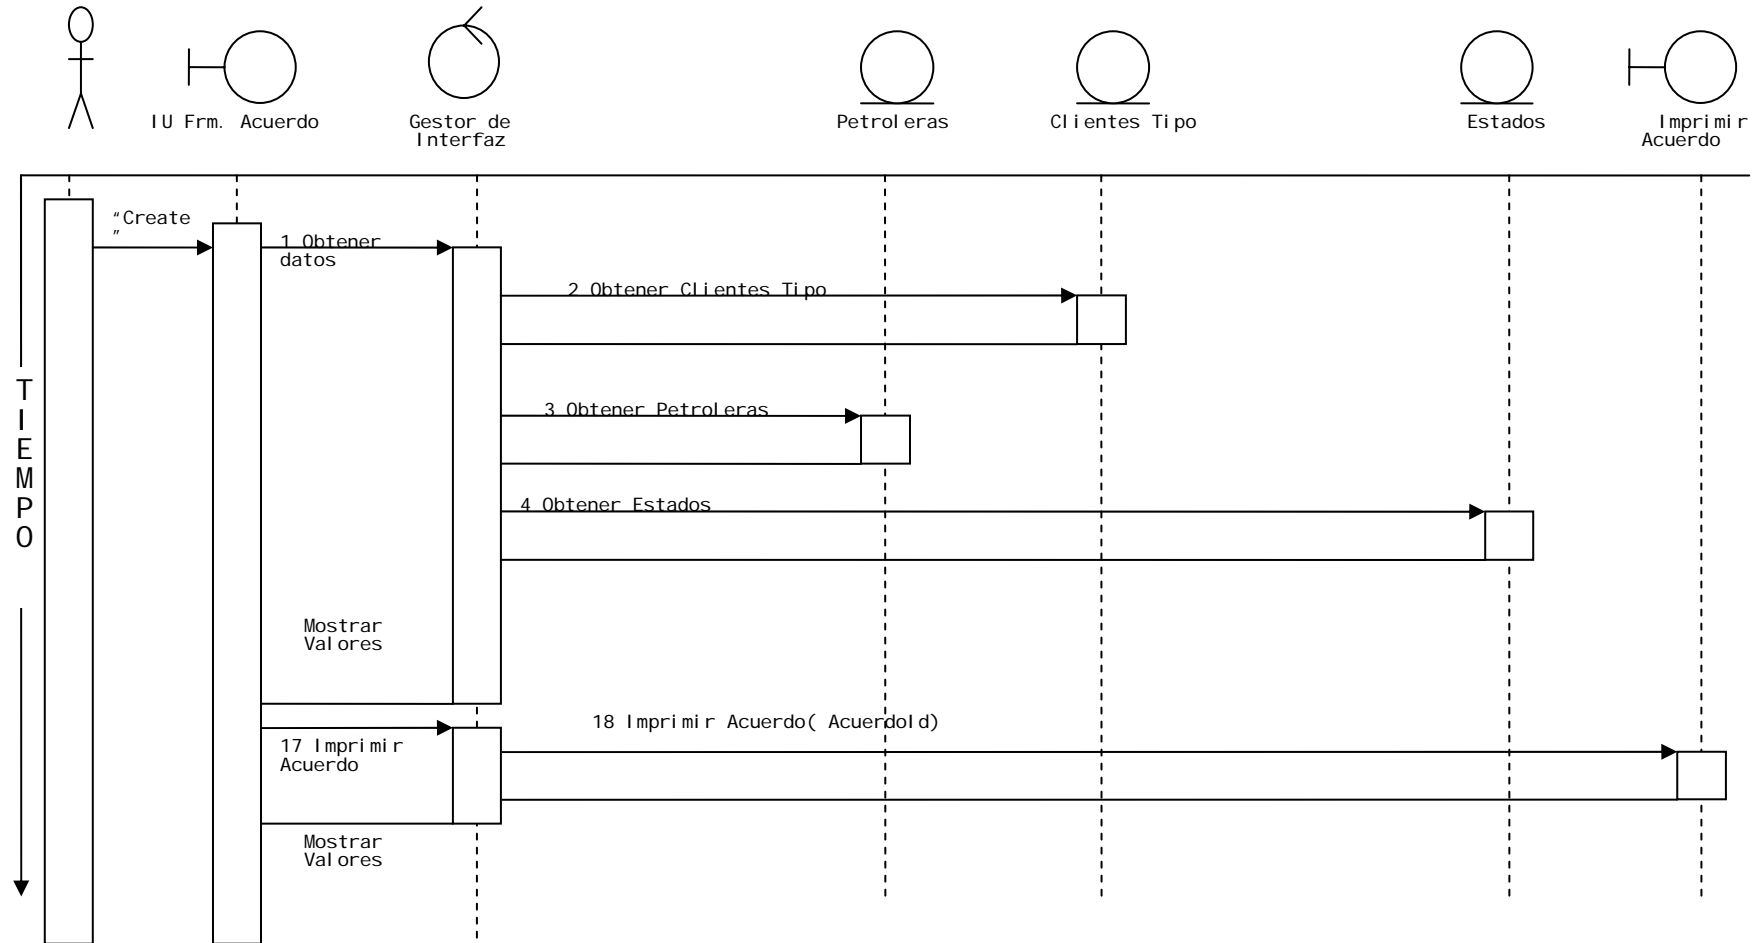 IU Frm. Acuerdo
Gestor de
Interfaz
Petroleras
Clientes Tipo
Estados
Imprimir
Acuerdo
“Create
”
1 Obtener
datos
2 Obtener Clientes Tipo
3 Obtener Petroleras
4 Obtener Estados
TIEMPO
Mostrar
Valores
18 Imprimir Acuerdo( AcuerdoId)
17 Imprimir
Acuerdo
Mostrar
Valores